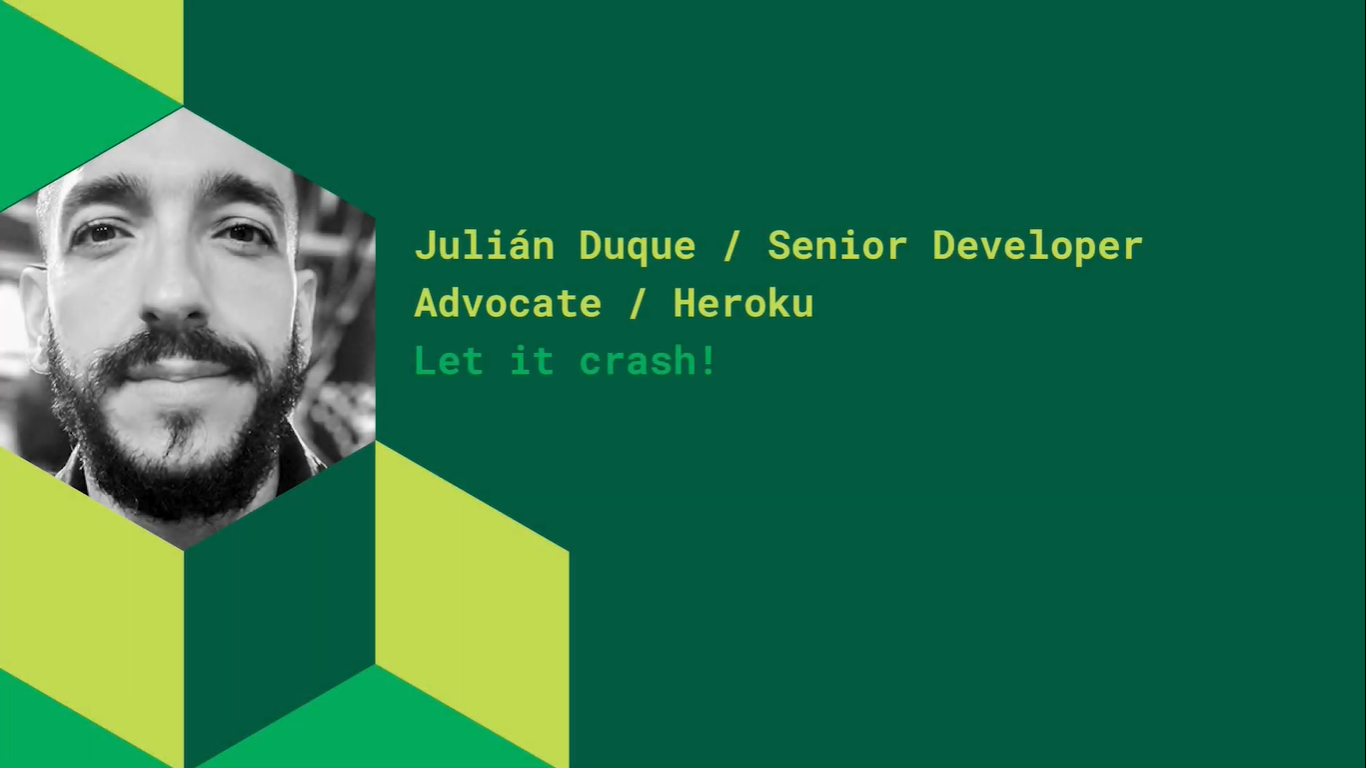 Julián Duque / Senior Developer
Advocate / Heroku
Let it crash!